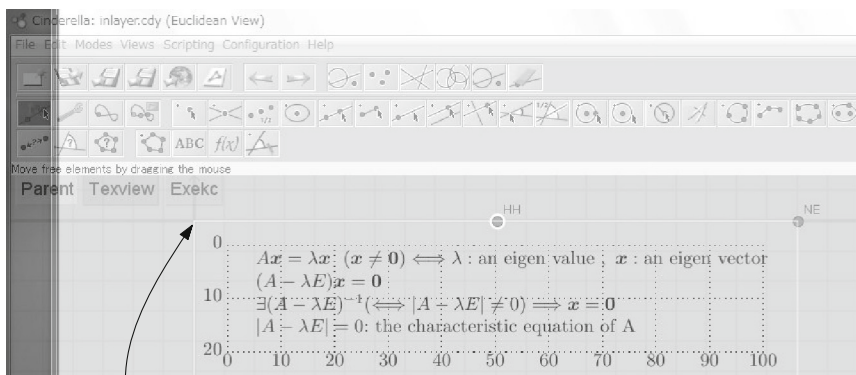 Cinderella: inlayer.cdy (Euclidean View)
File Edit Modes Views Scripting Configuration Help
ABC f(x)
Move free elements by dragging the mouse
Parent Texview Exekc
HH
NE
0
Ax = λx (x ≠ 0) ⟺ λ : an eigen value , x : an eigen vector
(A − λE)x = 0
10
∃(A − λE)⁻¹(⟺ |A − λE| ≠ 0) ⟹ x = 0
|A − λE| = 0: the characteristic equation of A
20
0 10 20 30 40 50 60 70 80 90 100